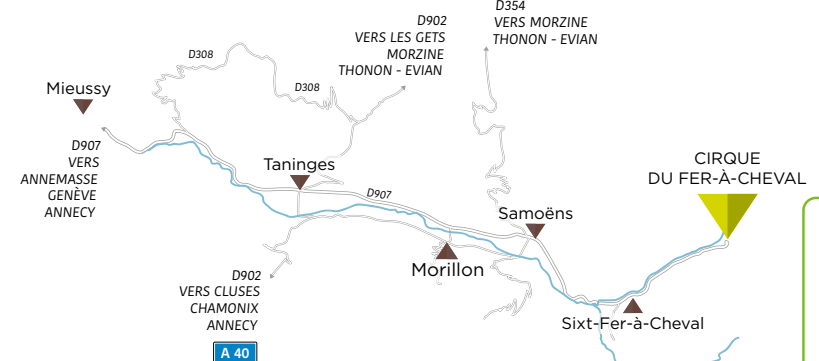 D354
VERS MORZINE
THONON - EVIAN
D902
VERS LES GETS
MORZINE
THONON - EVIAN
D308
D308
Mieussy
D907
VERS
ANNEMASSE
GENÈVE
ANNECY
Taninges
D907
CIRQUE
DU FER-À-CHEVAL
Samoëns
Morillon
D902
VERS CLUSES
CHAMONIX
ANNECY
Sixt-Fer-à-Cheval
A 40